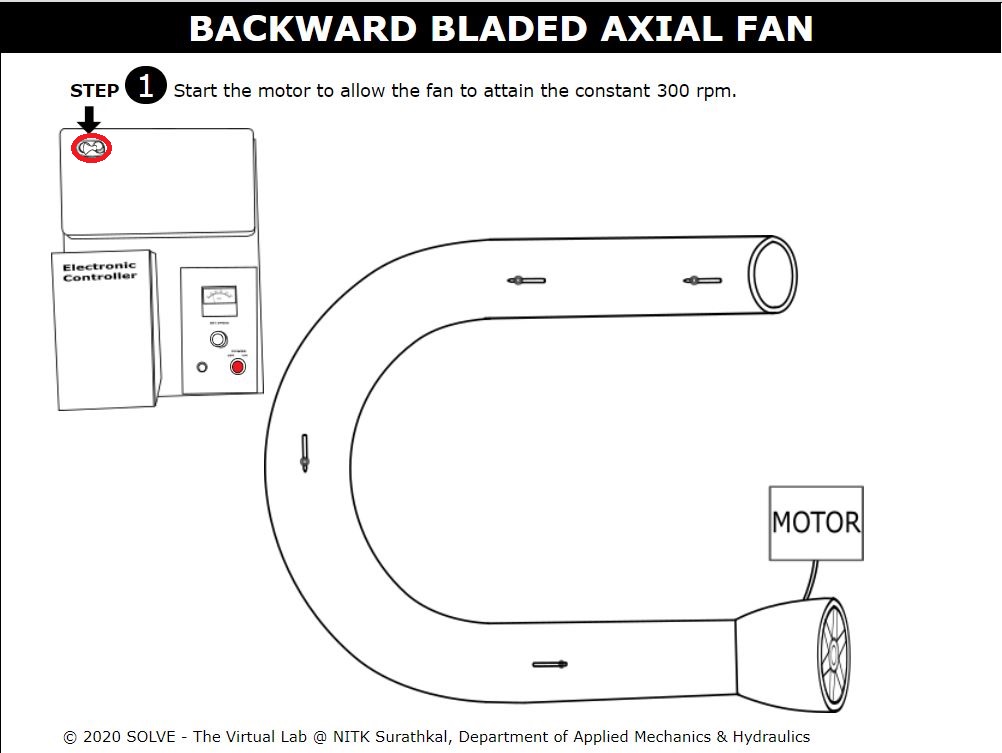 BACKWARD BLADED AXIAL FAN
STEP 1 Start the motor to allow the fan to attain the constant 300 rpm.
Electronic
Controller
MOTOR
© 2020 SOLVE - The Virtual Lab @ NITK Surathkal, Department of Applied Mechanics & Hydraulics